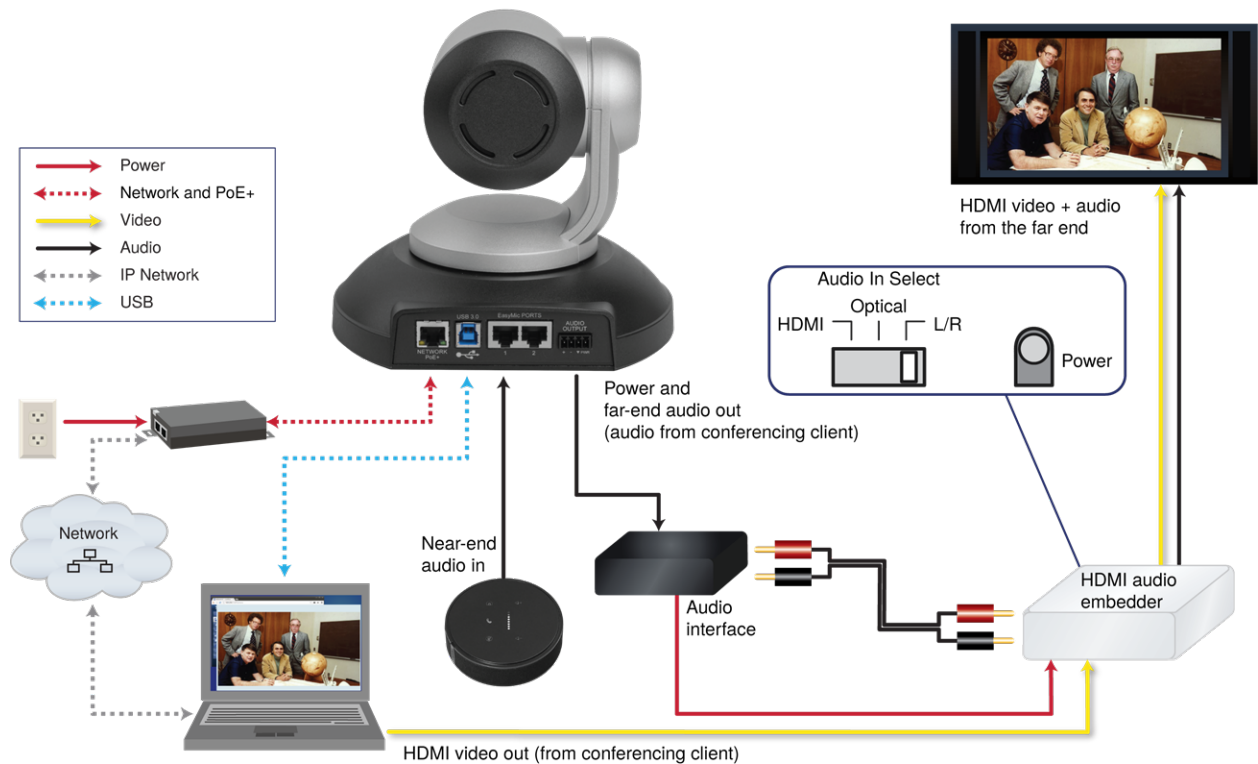 Power
Network and PoE+
Video
Audio
IP Network
USB
USB 3.0
EasyMic PORTS
AUDIO
OUTPUT
NETWORK
PoE+
1
2
HDMI video + audio
from the far end
Audio In Select
Optical
HDMI
L/R
Power
Power and
far-end audio out
(audio from conferencing client)
Network
Near-end
audio in
Audio
interface
HDMI audio
embedder
HDMI video out (from conferencing client)